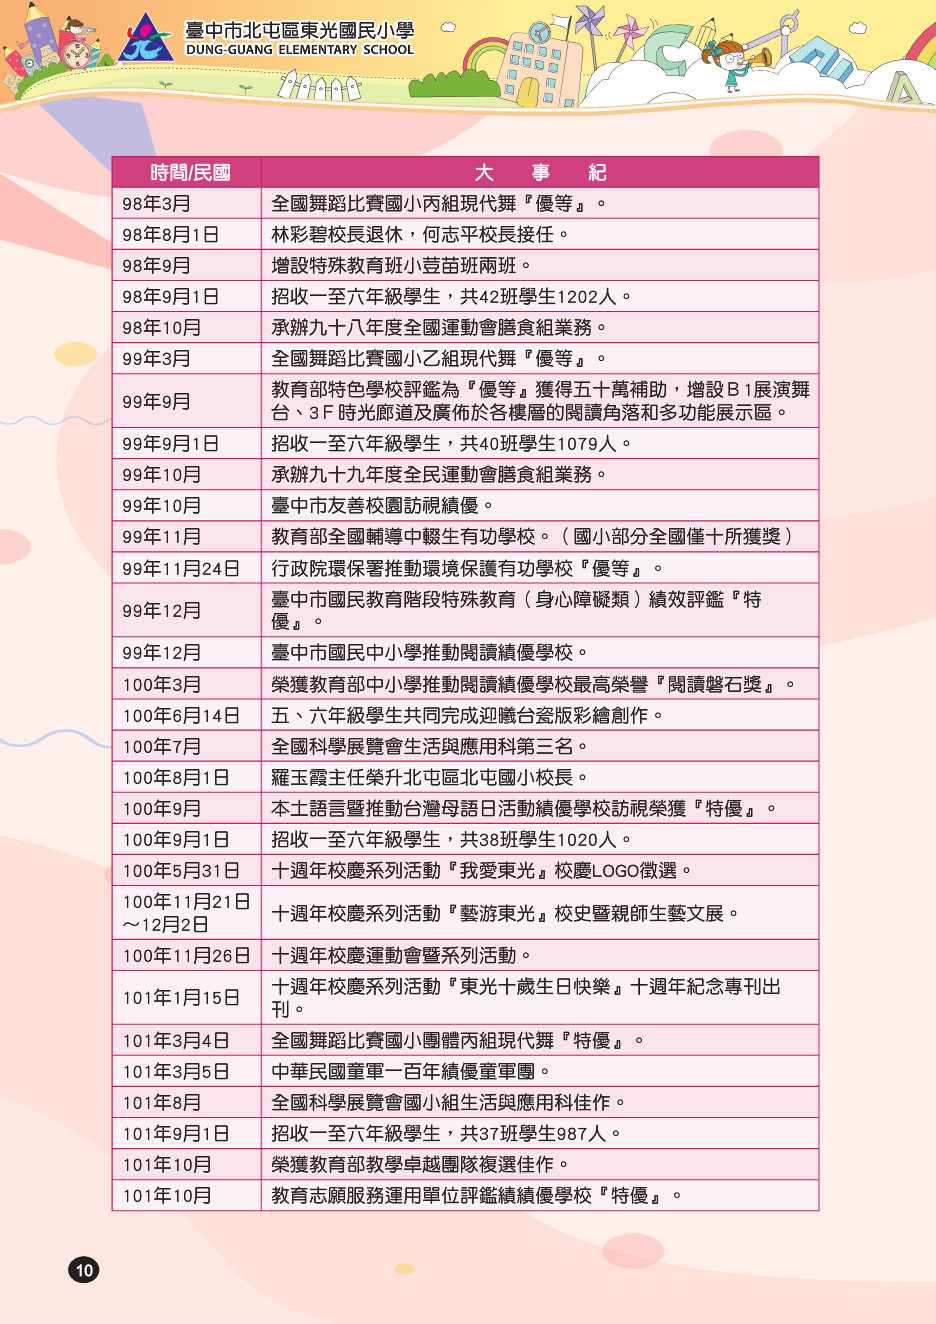 臺中市北屯區東光國民小學
DUNG-GUANG ELEMENTARY SCHOOL
時間/民國 大事紀
98年3月 全國舞蹈比賽國小丙組現代舞『優等』。
98年8月1日 林彩碧校長退休，何志平校長接任。
98年9月 增設特殊教育班小荳苗班兩班。
98年9月1日 招收一至六年級學生，共42班學生1202人。
98年10月 承辦九十八年度全國運動會膳食組業務。
99年3月 全國舞蹈比賽國小乙組現代舞『優等』。
99年9月 教育部特色學校評鑑為『優等』獲得五十萬補助，增設Ｂ1展演舞
台、3Ｆ時光廊道及廣佈於各樓層的閱讀角落和多功能展示區。
99年9月1日 招收一至六年級學生，共40班學生1079人。
99年10月 承辦九十九年度全民運動會膳食組業務。
99年10月 臺中市友善校園訪視績優。
99年11月 教育部全國輔導中輟生有功學校。（國小部分全國僅十所獲獎）
99年11月24日 行政院環保署推動環境保護有功學校『優等』。
99年12月 臺中市國民教育階段特殊教育（身心障礙類）績效評鑑『特
優』。
99年12月 臺中市國民中小學推動閱讀績優學校。
100年3月 榮獲教育部中小學推動閱讀績優學校最高榮譽『閱讀磐石獎』。
100年6月14日 五、六年級學生共同完成迎曦台瓷版彩繪創作。
100年7月 全國科學展覽會生活與應用科第三名。
100年8月1日 羅玉霞主任榮升北屯區北屯國小校長。
100年9月 本土語言暨推動台灣母語日活動績優學校訪視榮獲『特優』。
100年9月1日 招收一至六年級學生，共38班學生1020人。
100年5月31日 十週年校慶系列活動『我愛東光』校慶LOGO徵選。
100年11月21日
～12月2日 十週年校慶系列活動『藝游東光』校史暨親師生藝文展。
100年11月26日 十週年校慶運動會暨系列活動。
101年1月15日 十週年校慶系列活動『東光十歲生日快樂』十週年紀念專刊出
刊。
101年3月4日 全國舞蹈比賽國小團體丙組現代舞『特優』。
101年3月5日 中華民國童軍一百年績優童軍團。
101年8月 全國科學展覽會國小組生活與應用科佳作。
101年9月1日 招收一至六年級學生，共37班學生987人。
101年10月 榮獲教育部教學卓越團隊複選佳作。
101年10月 教育志願服務運用單位評鑑績績優學校『特優』。
10